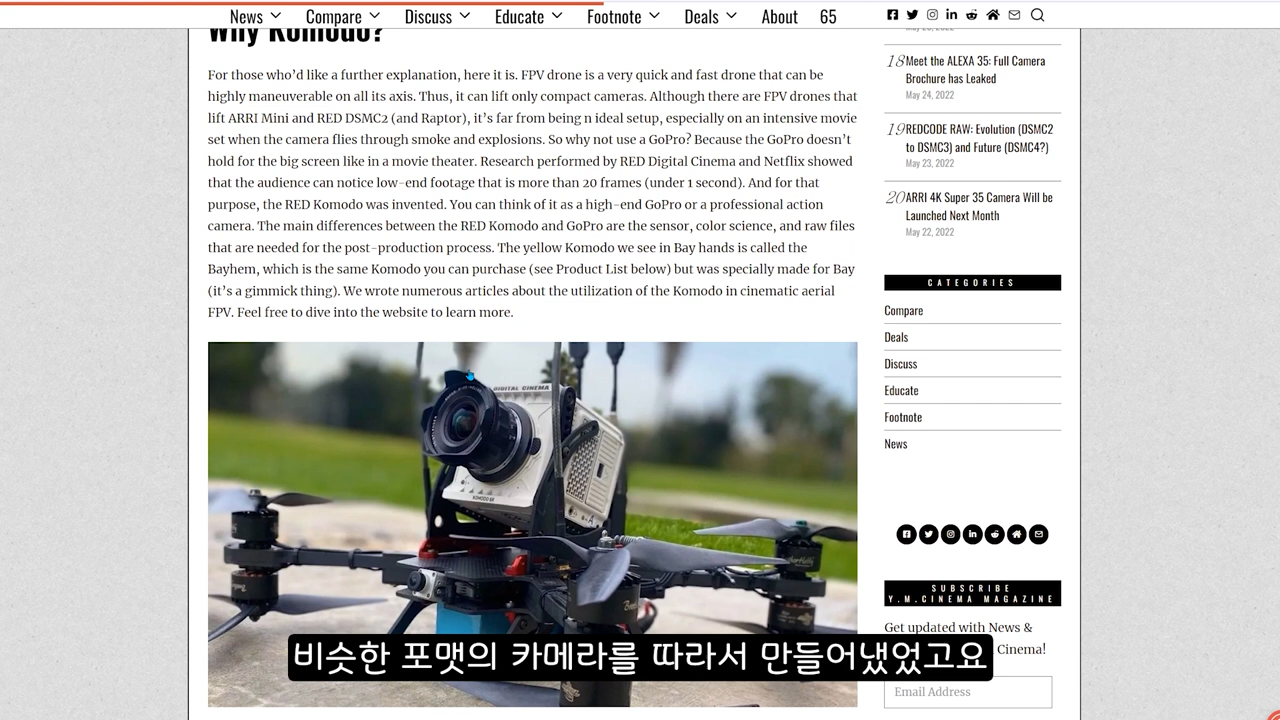 News Compare Discuss Educate Footnote Deals About 65
Why Komodo?
For those who’d like a further explanation, here it is. FPV drone is a very quick and fast drone that can be
highly maneuverable on all its axis. Thus, it can lift only compact cameras. Although there are FPV drones that
lift ARRI Mini and RED DSMC2 (and Raptor), it’s far from being n ideal setup, especially on an intensive movie
set when the camera flies through smoke and explosions. So why not use a GoPro? Because the GoPro doesn’t
hold for the big screen like in a movie theater. Research performed by RED Digital Cinema and Netflix showed
that the audience can notice low-end footage that is more than 20 frames (under 1 second). And for that
purpose, the RED Komodo was invented. You can think of it as a high-end GoPro or a professional action
camera. The main differences between the RED Komodo and GoPro are the sensor, color science, and raw files
that are needed for the post-production process. The yellow Komodo we see in Bay hands is called the
Bayhem, which is the same Komodo you can purchase (see Product List below) but was specially made for Bay
(it’s a great marketing). We wrote numerous articles about the utilization of the Komodo in cinematic aerial
FPV. Feel free to dive into the website to learn more.
DIGITAL CINEMA
KOMODO 6K
비슷한 포맷의 카메라를 따라서 만들어냈었고요
18 Meet the ALEXA 35: Full Camera
Brochure has Leaked
May 24, 2022
19 REDCODE RAW: Evolution (DSMC2
to DSMC3) and Future (DSMC4?)
May 23, 2022
20 ARRI 4K Super 35 Camera Will be
Launched Next Month
May 22, 2022
CATEGORIES
Compare
Deals
Discuss
Educate
Footnote
News
SUBSCRIBE
Y.M.CINEMA MAGAZINE
Get updated with News &
Cinema!
Email Address